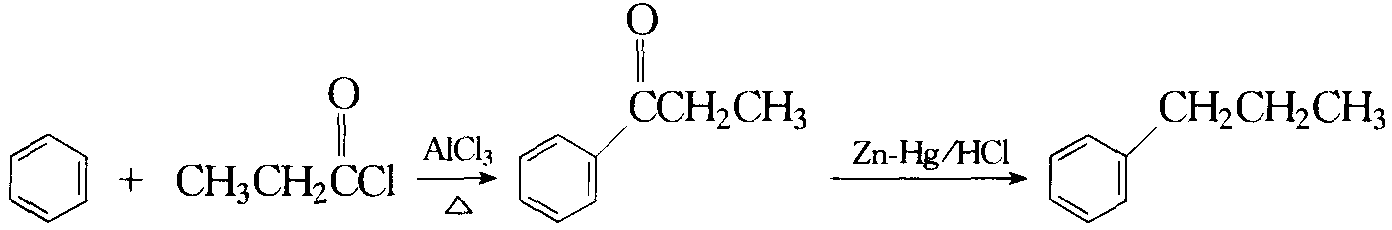 O
CCH₂CH₃
O
CH₂CH₂CH₃
AlCl₃
Zn-Hg/HCl
+ CH₃CH₂CCl
△